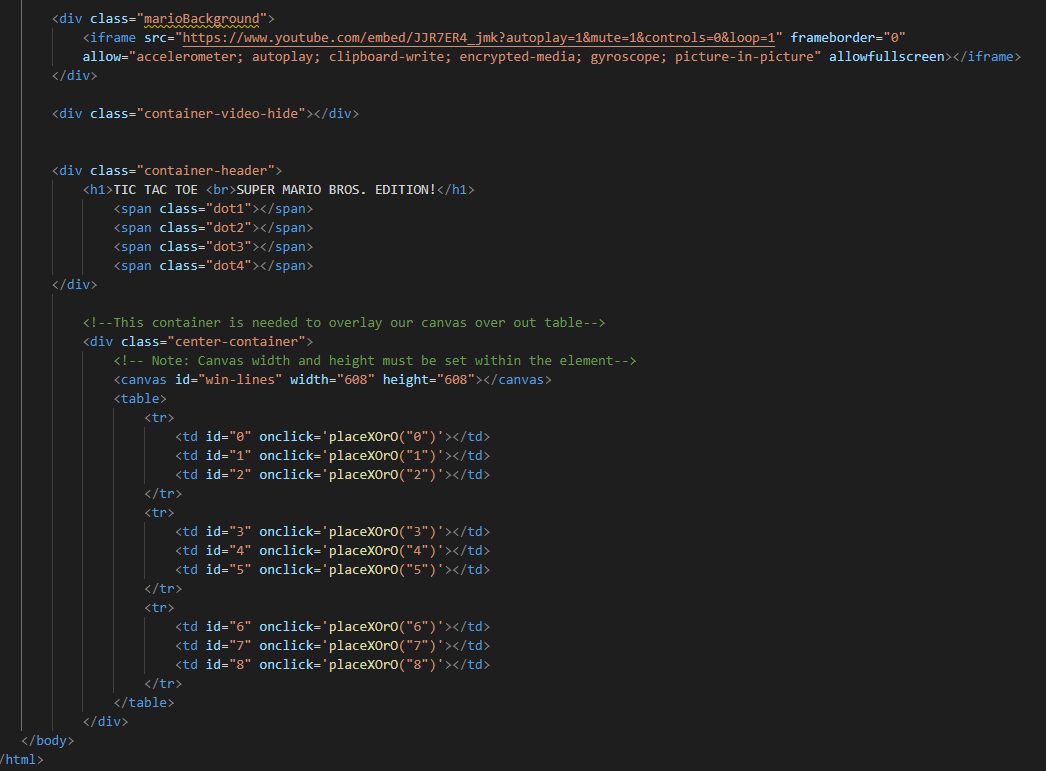 <div class="marioBackground">
<iframe src="https://www.youtube.com/embed/JJR7ER4_jmk?autoplay=1&mute=1&controls=0&loop=1" frameborder="0"
allow="accelerometer; autoplay; clipboard-write; encrypted-media; gyroscope; picture-in-picture" allowfullscreen></iframe>
</div>
<div class="container-video-hide"></div>
<div class="container-header">
<h1>TIC TAC TOE <br>SUPER MARIO BROS. EDITION!</h1>
<span class="dot1"></span>
<span class="dot2"></span>
<span class="dot3"></span>
<span class="dot4"></span>
</div>
<!--This container is needed to overlay our canvas over out table-->
<div class="center-container">
<!-- Note: Canvas width and height must be set within the element-->
<canvas id="win-lines" width="608" height="608"></canvas>
<table>
<tr>
<td id="0" onclick='placeXOrO("0")'></td>
<td id="1" onclick='placeXOrO("1")'></td>
<td id="2" onclick='placeXOrO("2")'></td>
</tr>
<tr>
<td id="3" onclick='placeXOrO("3")'></td>
<td id="4" onclick='placeXOrO("4")'></td>
<td id="5" onclick='placeXOrO("5")'></td>
</tr>
<tr>
<td id="6" onclick='placeXOrO("6")'></td>
<td id="7" onclick='placeXOrO("7")'></td>
<td id="8" onclick='placeXOrO("8")'></td>
</tr>
</table>
</div>
</body>
/html>